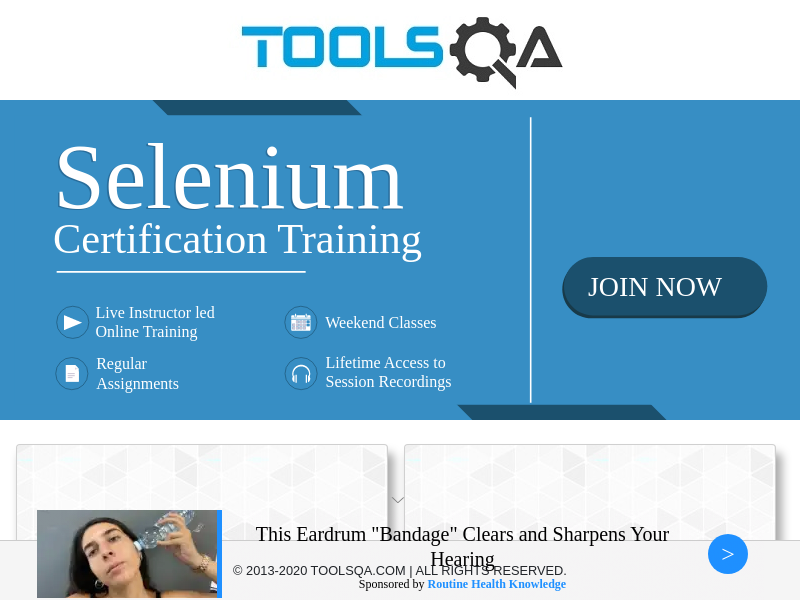 TOOLSQA
Selenium
Certification Training
JOIN NOW
Live Instructor led
Online Training
Weekend Classes
Regular
Assignments
Lifetime Access to
Session Recordings
This Eardrum "Bandage" Clears and Sharpens Your
Hearing
>
© 2013-2020 TOOLSQA.COM | ALL RIGHTS RESERVED.
Sponsored by Routine Health Knowledge